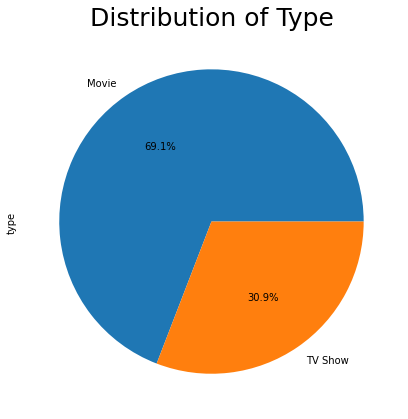 Distribution of Type
Movie
69.1%
type
30.9%
TV Show